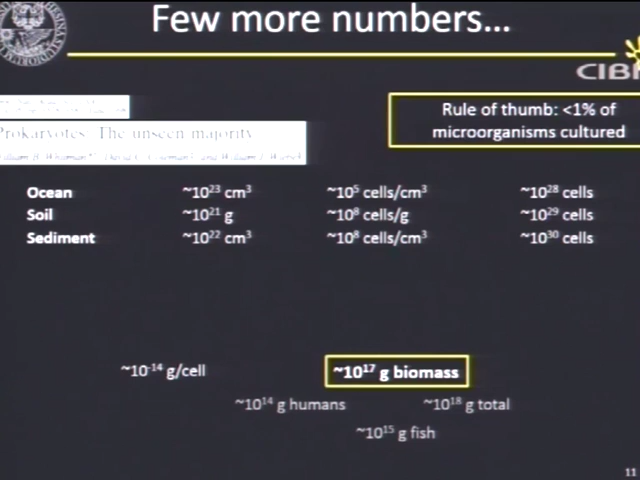 Few more numbers...
CIBI
Rule of thumb: <1% of
microorganisms cultured
Prokaryotes: The unseen majority
Ocean ~10²³ cm³ ~10⁵ cells/cm³ ~10²⁸ cells
Soil ~10²¹ g ~10⁸ cells/g ~10²⁹ cells
Sediment ~10²² cm³ ~10⁸ cells/cm³ ~10³⁰ cells
~10⁻¹⁴ g/cell ~10¹⁷ g biomass
~10¹⁴ g humans ~10¹⁸ g total
~10¹⁵ g fish
11